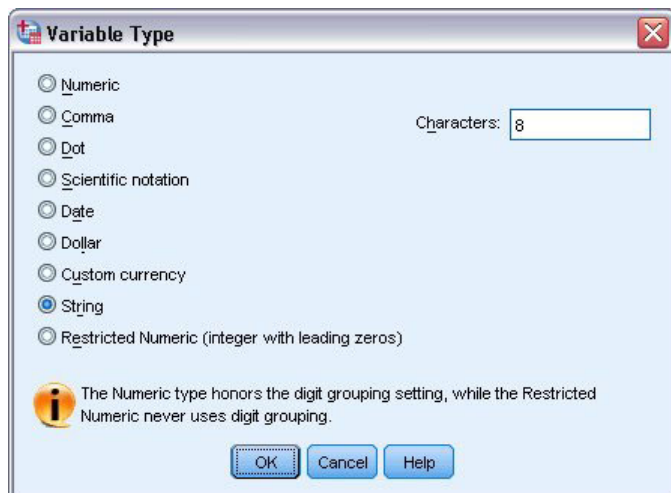 Variable Type
Numeric
Comma
Characters: 8
Dot
Scientific notation
Date
Dollar
Custom currency
String
Restricted Numeric (integer with leading zeros)
The Numeric type honors the digit grouping setting, while the Restricted
Numeric never uses digit grouping.
OK Cancel Help